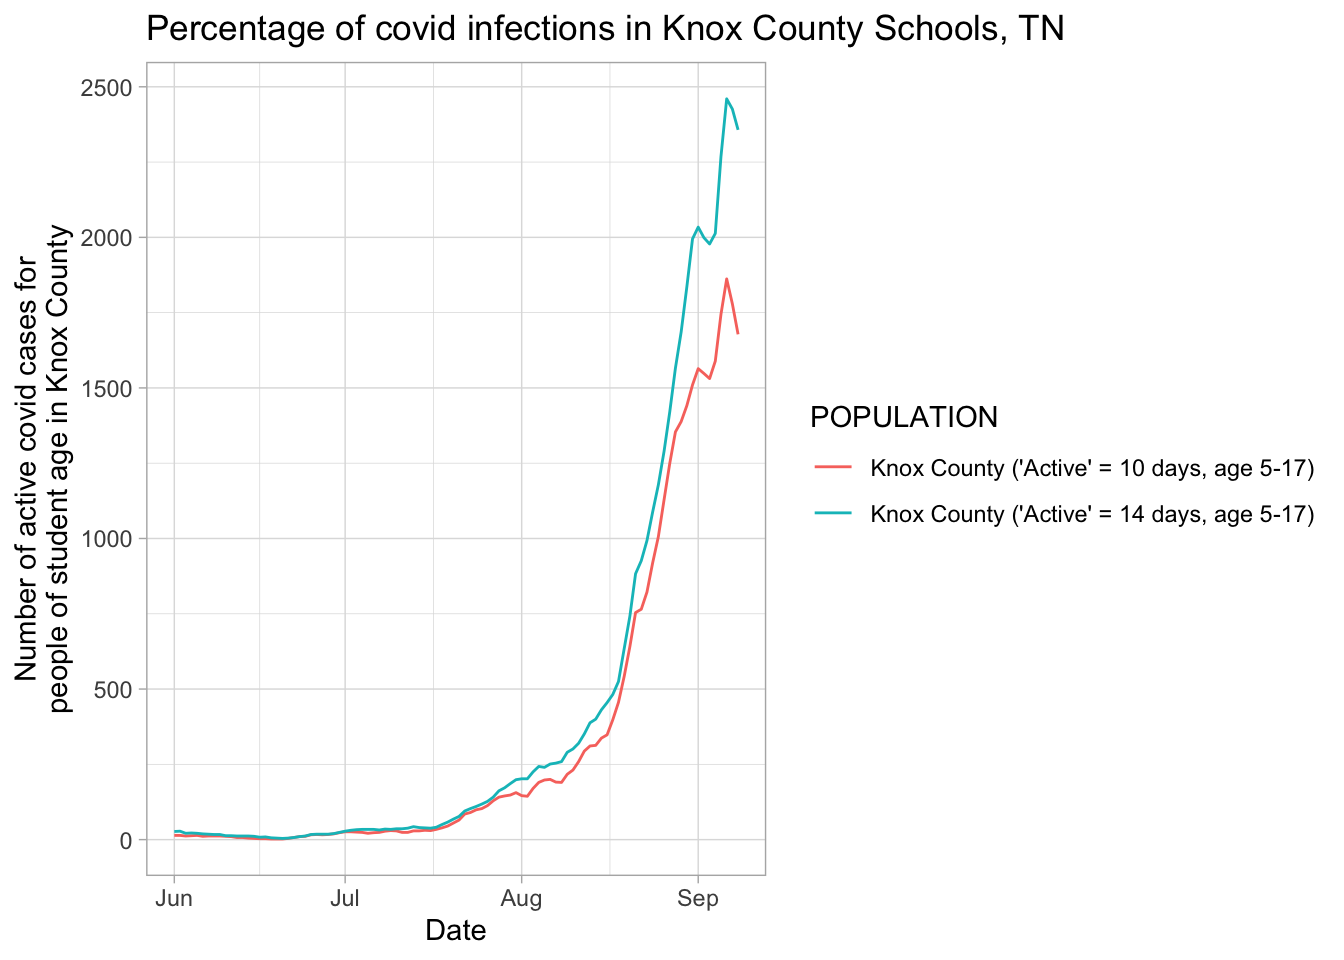 Percentage of covid infections in Knox County Schools, TN
Number of active covid cases for
people of student age in Knox County
2500
2000
1500
1000
500
0
Jun Jul Aug Sep
Date
POPULATION
Knox County ('Active' = 10 days, age 5-17)
Knox County ('Active' = 14 days, age 5-17)